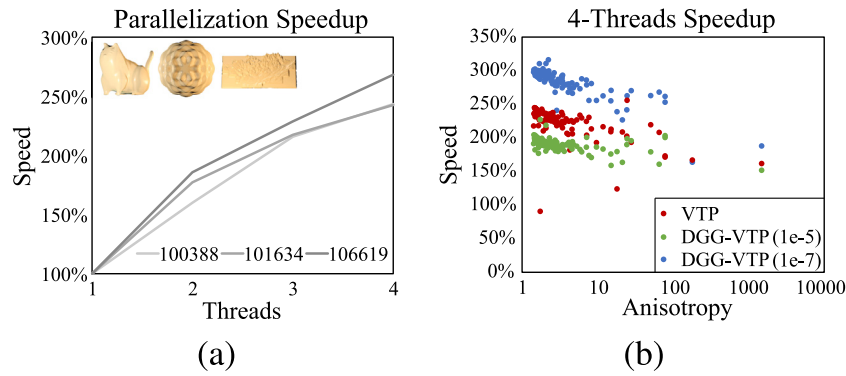 Parallelization Speedup
300%
250%
200%
150%
100%
Speed
100388 101634 106619
1 2 3 4
Threads
(a)
4-Threads Speedup
350%
300%
250%
200%
150%
100%
50%
0%
Speed
VTP
DGG-VTP (1e-5)
DGG-VTP (1e-7)
1 10 100 1000 10000
Anisotropy
(b)